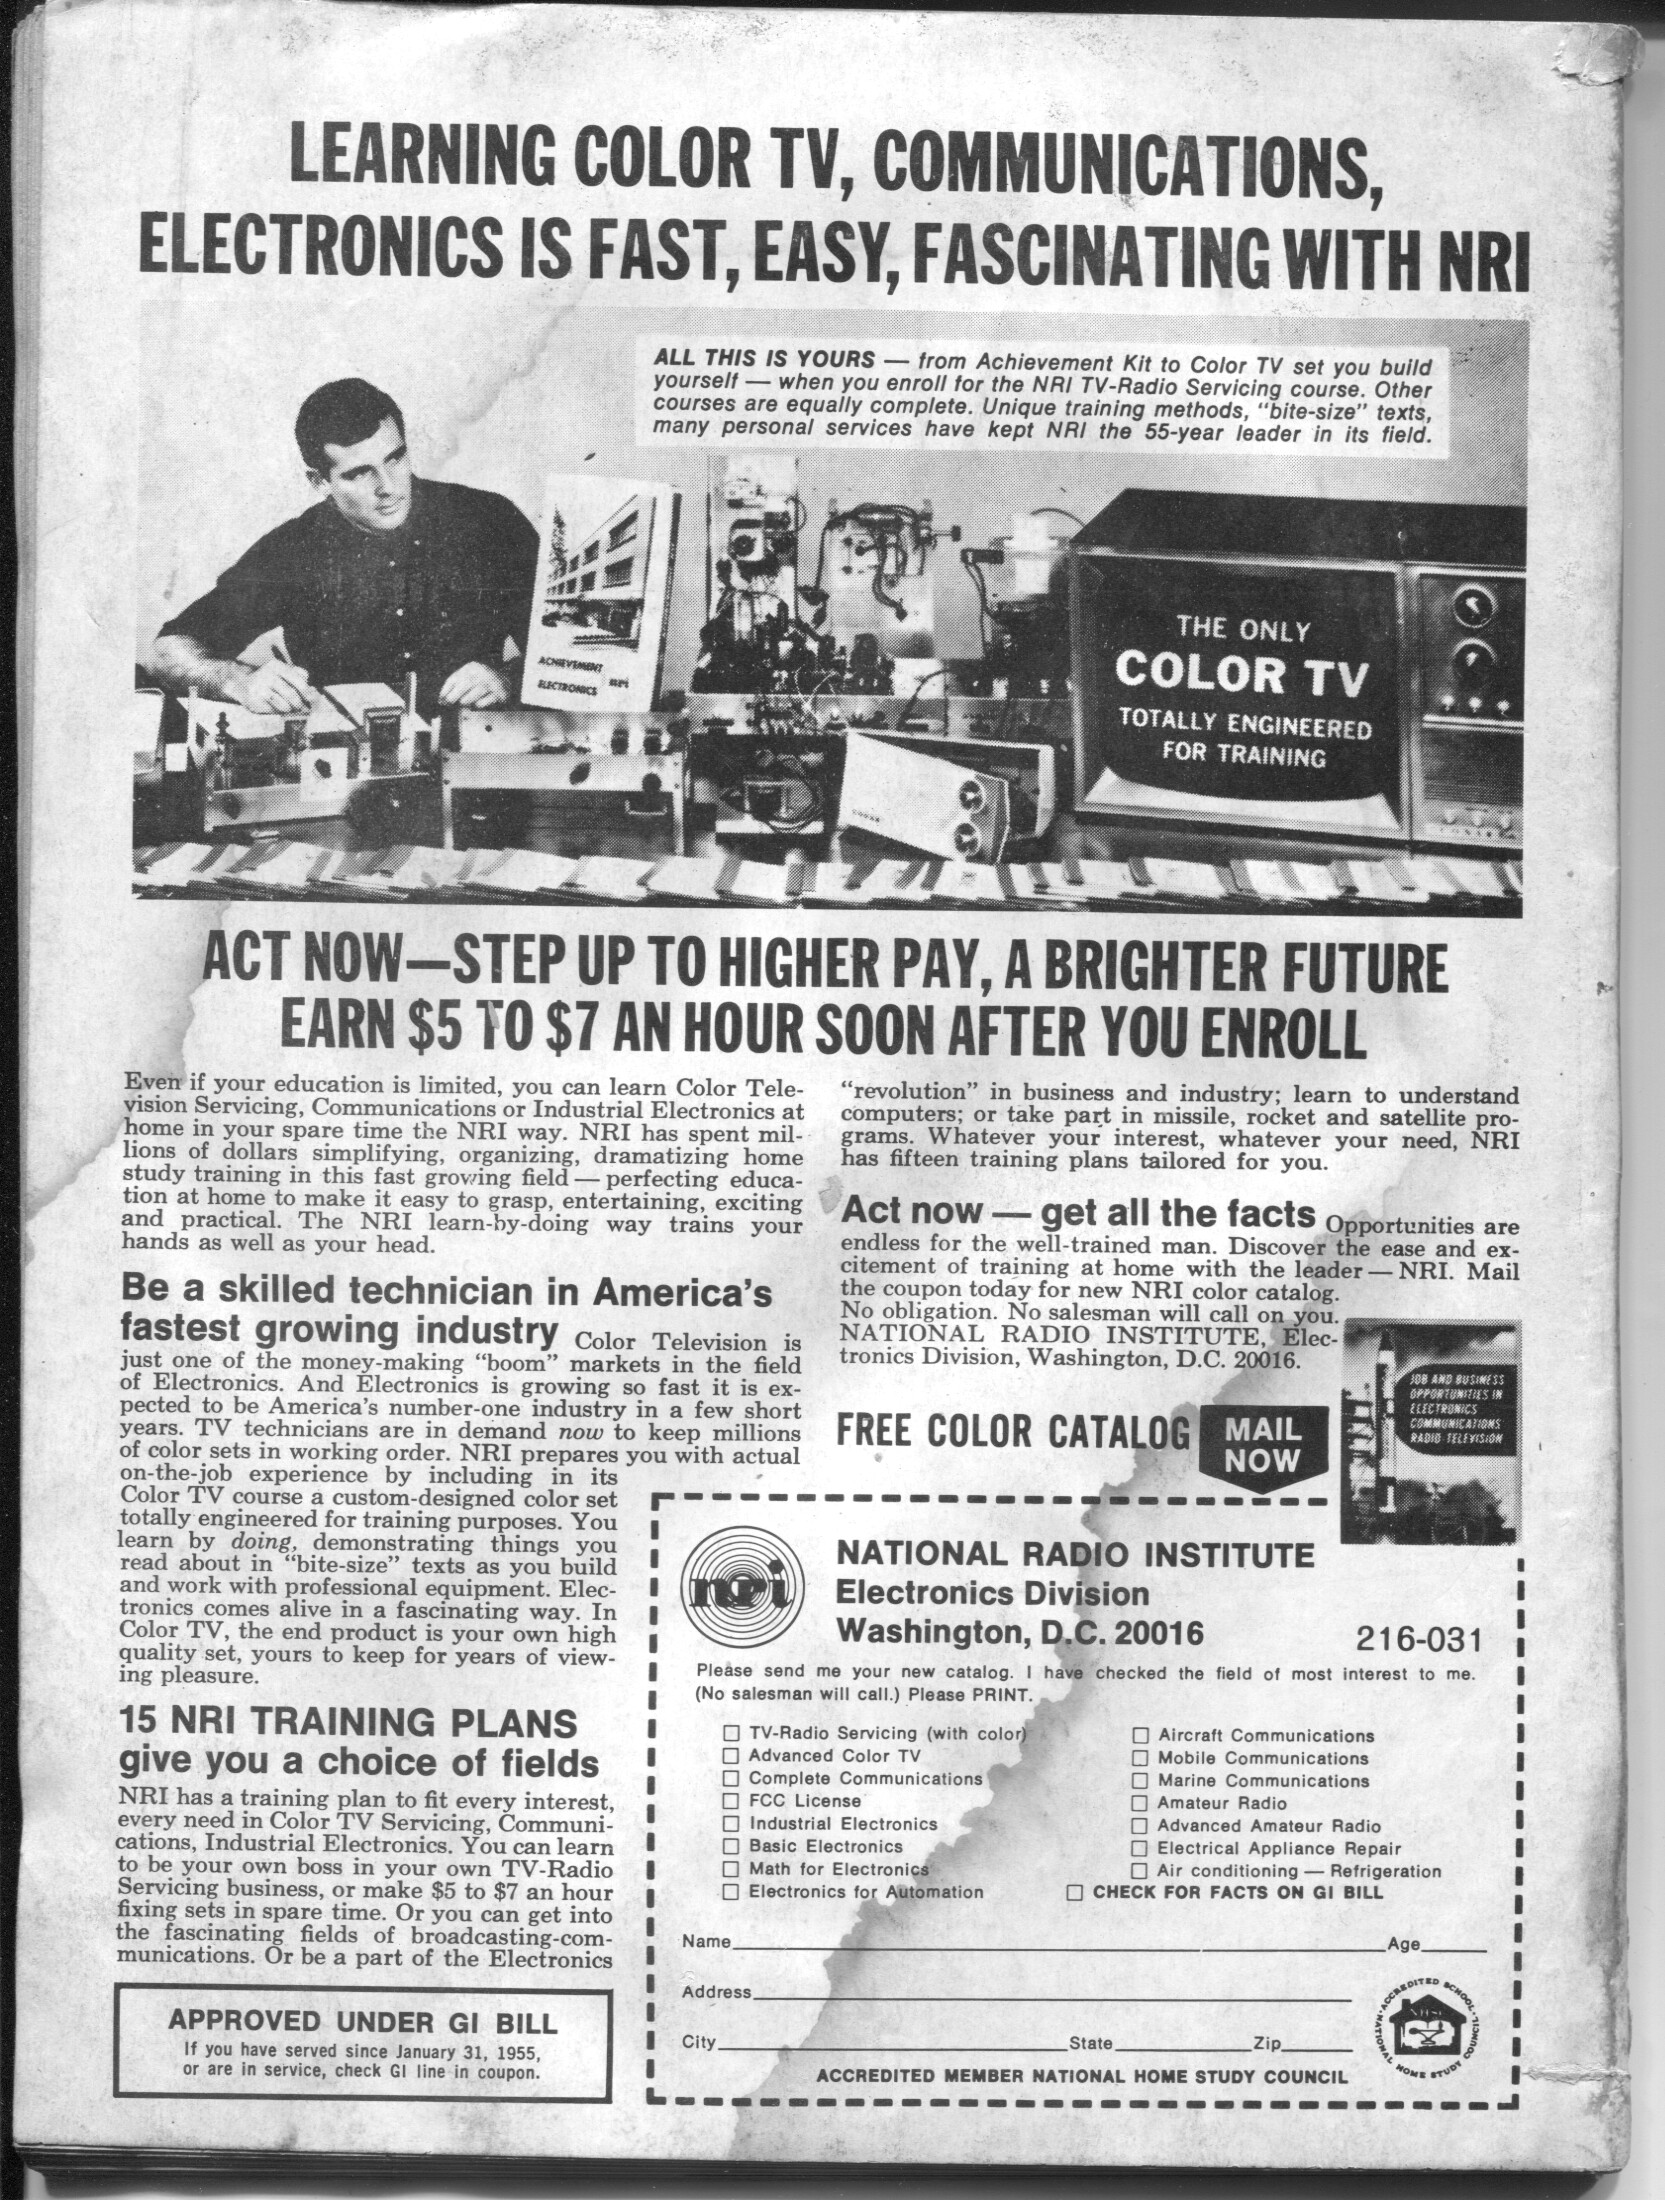 LEARNING COLOR TV, COMMUNICATIONS,
ELECTRONICS IS FAST, EASY, FASCINATING WITH NRI
ALL THIS IS YOURS — from Achievement Kit to Color TV set you build
yourself — when you enroll for the NRI TV-Radio Servicing course. Other
courses are equally complete. Unique training methods, "bite-size" texts,
many personal services have kept NRI the 55-year leader in its field.
ACHIEVEMENT
ELECTRONICS nri
THE ONLY
COLOR TV
TOTALLY ENGINEERED
FOR TRAINING
CONAR
CONAR
ACT NOW—STEP UP TO HIGHER PAY, A BRIGHTER FUTURE
EARN $5 TO $7 AN HOUR SOON AFTER YOU ENROLL
Even if your education is limited, you can learn Color Tele-
vision Servicing, Communications or Industrial Electronics at
home in your spare time the NRI way. NRI has spent mil-
lions of dollars simplifying, organizing, dramatizing home
study training in this fast growing field — perfecting educa-
tion at home to make it easy to grasp, entertaining, exciting
and practical. The NRI learn-by-doing way trains your
hands as well as your head.
Be a skilled technician in America's
fastest growing industry Color Television is
just one of the money-making "boom" markets in the field
of Electronics. And Electronics is growing so fast it is ex-
pected to be America's number-one industry in a few short
years. TV technicians are in demand now to keep millions
of color sets in working order. NRI prepares you with actual
on-the-job experience by including in its
Color TV course a custom-designed color set
totally engineered for training purposes. You
learn by doing, demonstrating things you
read about in "bite-size" texts as you build
and work with professional equipment. Elec-
tronics comes alive in a fascinating way. In
Color TV, the end product is your own high
quality set, yours to keep for years of view-
ing pleasure.
15 NRI TRAINING PLANS
give you a choice of fields
NRI has a training plan to fit every interest,
every need in Color TV Servicing, Communi-
cations, Industrial Electronics. You can learn
to be your own boss in your own TV-Radio
Servicing business, or make $5 to $7 an hour
fixing sets in spare time. Or you can get into
the fascinating fields of broadcasting-com-
munications. Or be a part of the Electronics
APPROVED UNDER GI BILL
If you have served since January 31, 1955,
or are in service, check GI line in coupon.
"revolution" in business and industry; learn to understand
computers; or take part in missile, rocket and satellite pro-
grams. Whatever your interest, whatever your need, NRI
has fifteen training plans tailored for you.
Act now — get all the facts Opportunities are
endless for the well-trained man. Discover the ease and ex-
citement of training at home with the leader — NRI. Mail
the coupon today for new NRI color catalog.
No obligation. No salesman will call on you.
NATIONAL RADIO INSTITUTE, Elec-
tronics Division, Washington, D.C. 20016.
FREE COLOR CATALOG
MAIL
NOW
JOB AND BUSINESS
OPPORTUNITIES IN
ELECTRONICS
COMMUNICATIONS
RADIO TELEVISION
nri
NATIONAL RADIO INSTITUTE
Electronics Division
Washington, D.C. 20016 216-031
Please send me your new catalog. I have checked the field of most interest to me.
(No salesman will call.) Please PRINT.
TV-Radio Servicing (with color)
Advanced Color TV
Complete Communications
FCC License
Industrial Electronics
Basic Electronics
Math for Electronics
Electronics for Automation
Aircraft Communications
Mobile Communications
Marine Communications
Amateur Radio
Advanced Amateur Radio
Electrical Appliance Repair
Air conditioning — Refrigeration
CHECK FOR FACTS ON GI BILL
Name Age
Address
City State Zip
ACCREDITED MEMBER NATIONAL HOME STUDY COUNCIL
ACCREDITED SCHOOL
NATIONAL HOME STUDY COUNCIL